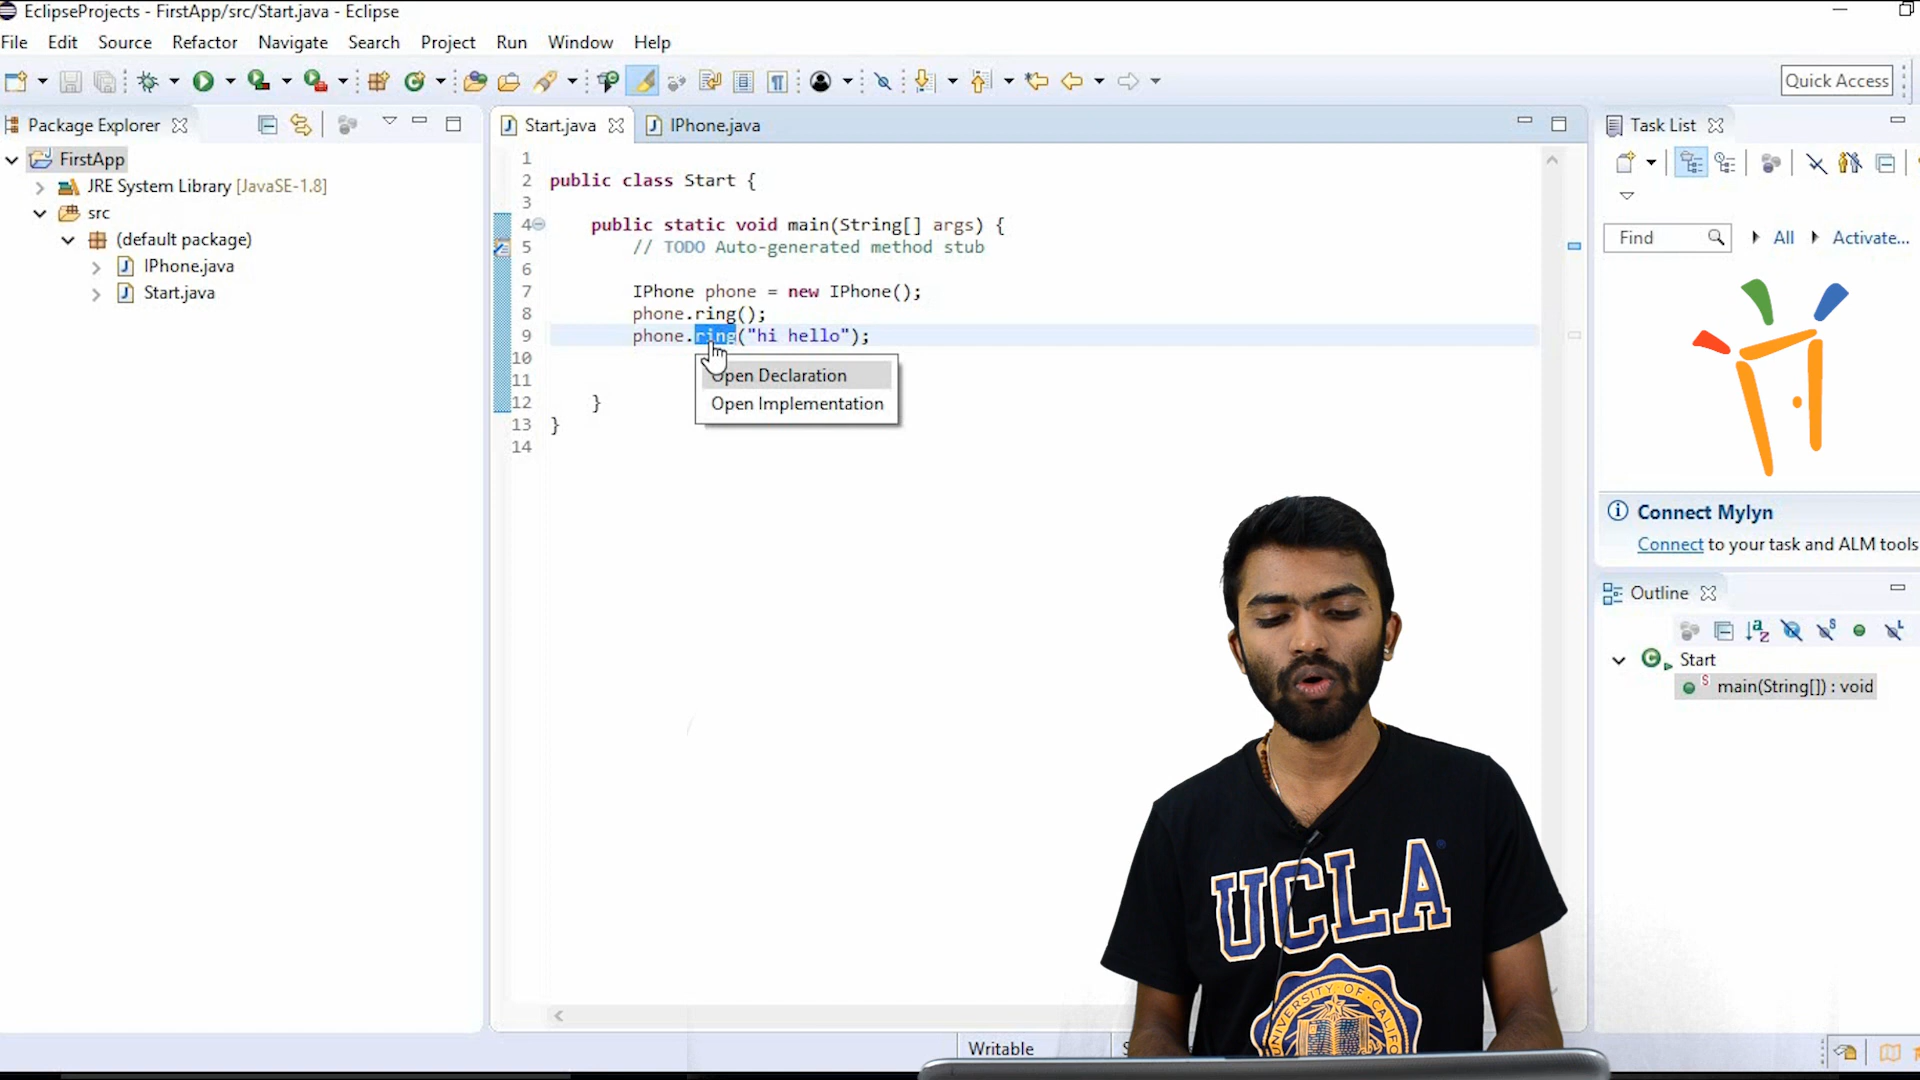 EclipseProjects - FirstApp/src/Start.java - Eclipse
File Edit Source Refactor Navigate Search Project Run Window Help
Quick Access
Package Explorer
FirstApp
JRE System Library [JavaSE-1.8]
src
(default package)
IPhone.java
Start.java
Start.java
IPhone.java
1
2 public class Start {
3
4 public static void main(String[] args) {
5 // TODO Auto-generated method stub
6
7 IPhone phone = new IPhone();
8 phone.ring();
9 phone.ring("hi hello");
10
11
12 }
13 }
14
Open Declaration
Open Implementation
Task List
Find All Activate...
Connect Mylyn
Connect to your task and ALM tools
Outline
Start
main(String[]) : void
Writable
UCLA
UNIVERSITY OF